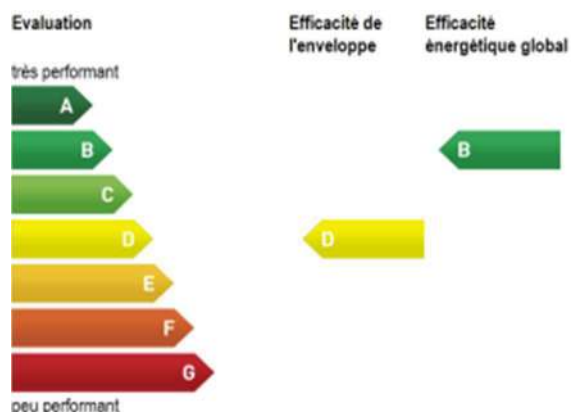 Evaluation
Efficacité de
l'enveloppe
Efficacité
énergétique global
très performant
A
B
B
C
D
D
E
F
G
peu performant